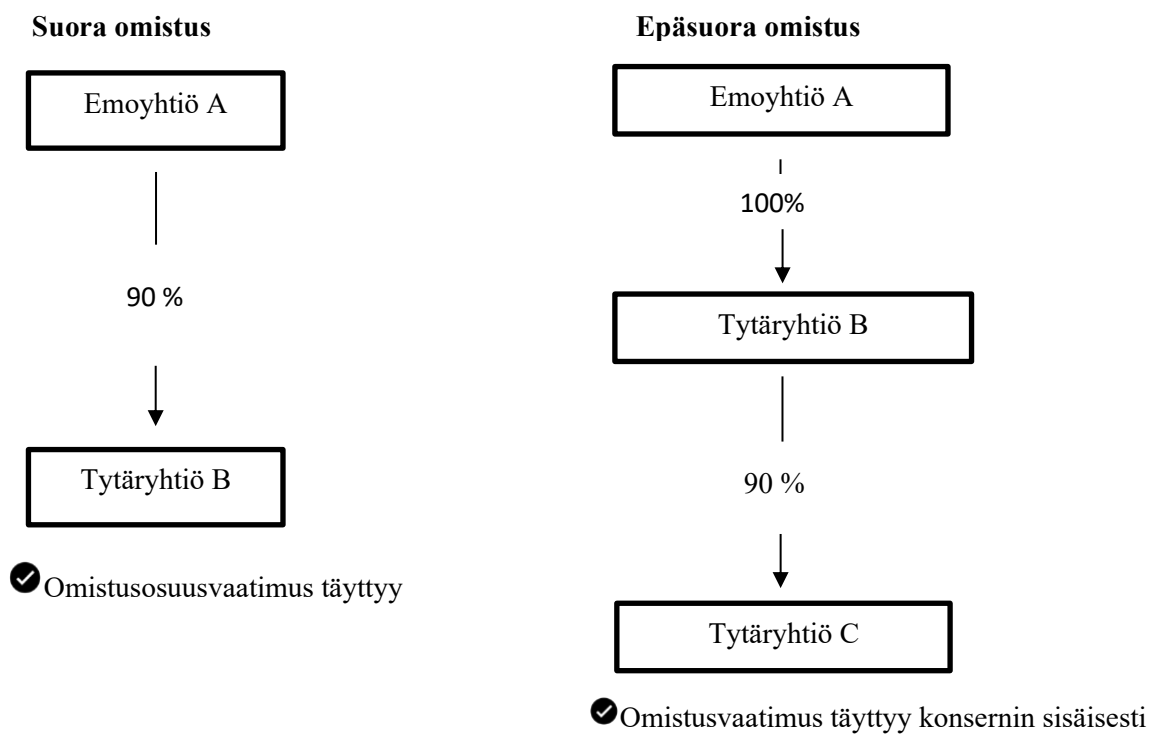 Suora omistus
Emoyhtiö A
90 %
Tytäryhtiö B
Omistusosuusvaatimus täyttyy
Epäsuora omistus
Emoyhtiö A
100%
Tytäryhtiö B
90 %
Tytäryhtiö C
Omistusvaatimus täyttyy konsernin sisäisesti